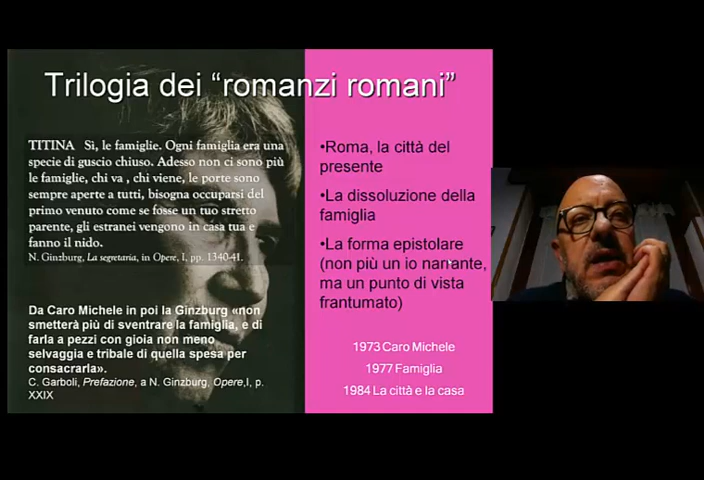 Trilogia dei “romanzi romani”
TITINA Sì, le famiglie. Ogni famiglia era una
specie di guscio chiuso. Adesso non ci sono più
le famiglie, chi va , chi viene, le porte sono
sempre aperte a tutti, bisogna occuparsi del
primo venuto come se fosse un tuo stretto
parente, gli estranei vengono in casa tua e
fanno il nido.
N. Ginzburg, La segretaria, in Opere, I, pp. 1340-41.
Da Caro Michele in poi la Ginzburg «non
smetterà più di sventrare la famiglia, e di
farla a pezzi con gioia non meno
selvaggia e tribale di quella spesa per
consacrarla».
C. Garboli, Prefazione, a N. Ginzburg, Opere,I, p.
XXIX
•Roma, la città del
presente
•La dissoluzione della
famiglia
•La forma epistolare
(non più un io narrante,
ma un punto di vista
frantumato)
1973 Caro Michele
1977 Famiglia
1984 La città e la casa